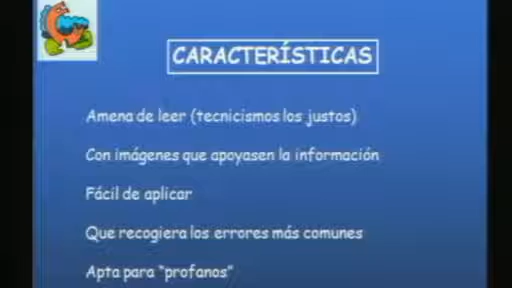 CARACTERÍSTICAS
Amena de leer (tecnicismos los justos)
Con imágenes que apoyasen la información
Fácil de aplicar
Que recogiera los errores más comunes
Apta para "profanos"